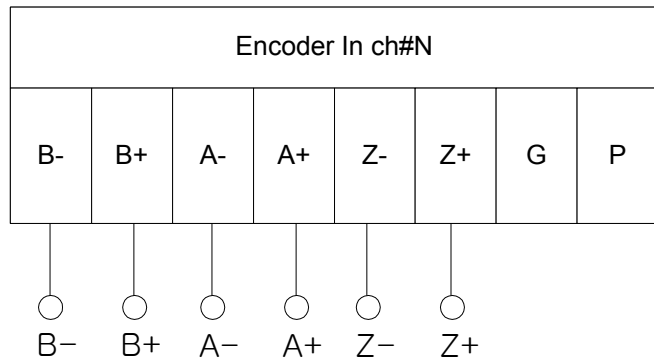 Encoder In ch#N
B- B+ A- A+ Z- Z+ G P
B- B+ A- A+ Z- Z+